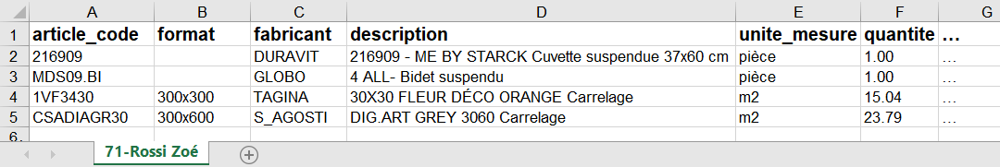 A B C D E F G
1 article_code format fabricant description unite_mesure quantite ...
2 216909 DURAVIT 216909 - ME BY STARCK Cuvette suspendue 37x60 cm pièce 1.00 ...
3 MDS09.BI GLOBO 4 ALL- Bidet suspendu pièce 1.00 ...
4 1VF3430 300x300 TAGINA 30X30 FLEUR DÉCO ORANGE Carrelage m2 15.04 ...
5 CSADIAGR30 300x600 S_AGOSTI DIG.ART GREY 3060 Carrelage m2 23.79 ...
6
71-Rossi Zoé